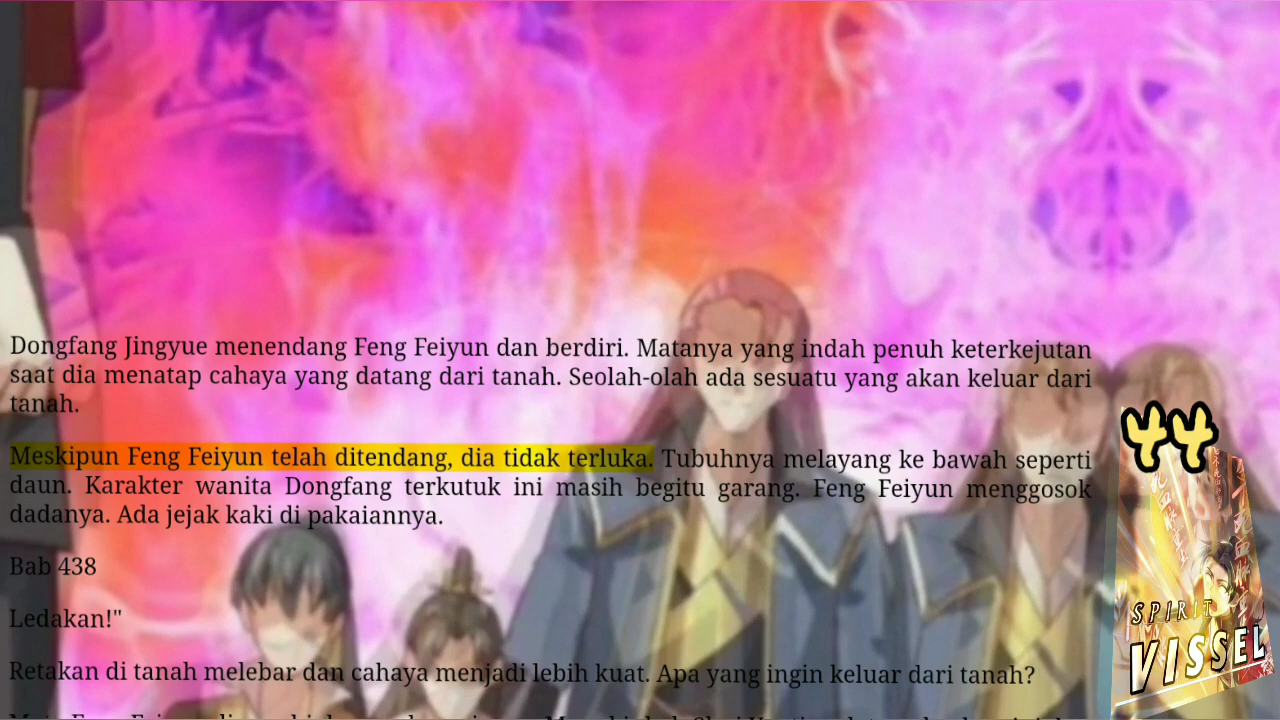 Dongfang Jingyue menendang Feng Feiyun dan berdiri. Matanya yang indah penuh keterkejutan
saat dia menatap cahaya yang datang dari tanah. Seolah-olah ada sesuatu yang akan keluar dari
tanah.
Meskipun Feng Feiyun telah ditendang, dia tidak terluka. Tubuhnya melayang ke bawah seperti
daun. Karakter wanita Dongfang terkutuk ini masih begitu garang. Feng Feiyun menggosok
dadanya. Ada jejak kaki di pakaiannya.
Bab 438
Ledakan!"
Retakan di tanah melebar dan cahaya menjadi lebih kuat. Apa yang ingin keluar dari tanah?
44
SPIRIT
VISSEL